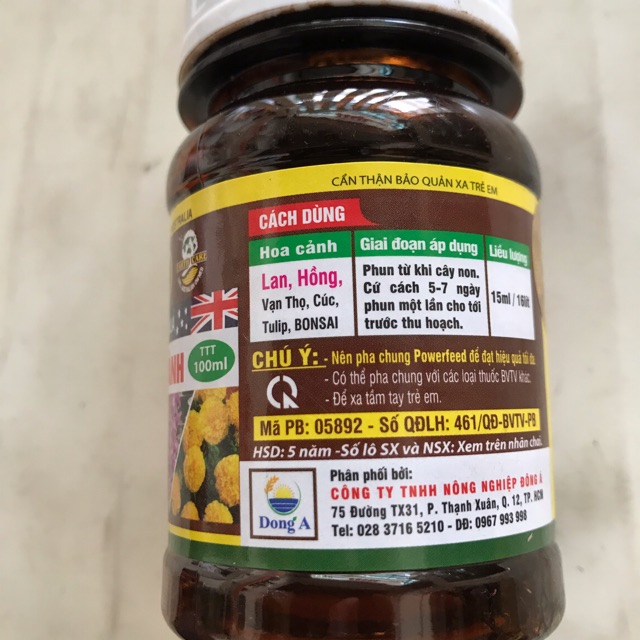 CẨN THẬN BẢO QUẢN XA TRẺ EM
CÁCH DÙNG
Hoa cảnh
Giai đoạn áp dụng
Liều lượng
Lan, Hồng,
Vạn Thọ, Cúc,
Tulip, BONSAI
Phun từ khi cây non.
Cứ cách 5-7 ngày
phun một lần cho tới
trước thu hoạch.
15ml / 16lít
TTT
100ml
CHÚ Ý:
- Nên pha chung Powerfeed để đạt hiệu quả tối đa.
- Có thể pha chung với các loại thuốc BVTV khác.
- Để xa tầm tay trẻ em.
Mã PB: 05892 - Số QĐLH: 461/QĐ-BVTV-PB
HSD: 5 năm -Số lô SX và NSX: Xem trên nhãn chai.
Dong A
Phân phối bởi:
CÔNG TY TNHH NÔNG NGHIỆP ĐÔNG Á
75 Đường TX31, P. Thạnh Xuân, Q. 12, TP. HCM
Tel: 028 3716 5210 - DĐ: 0967 993 998